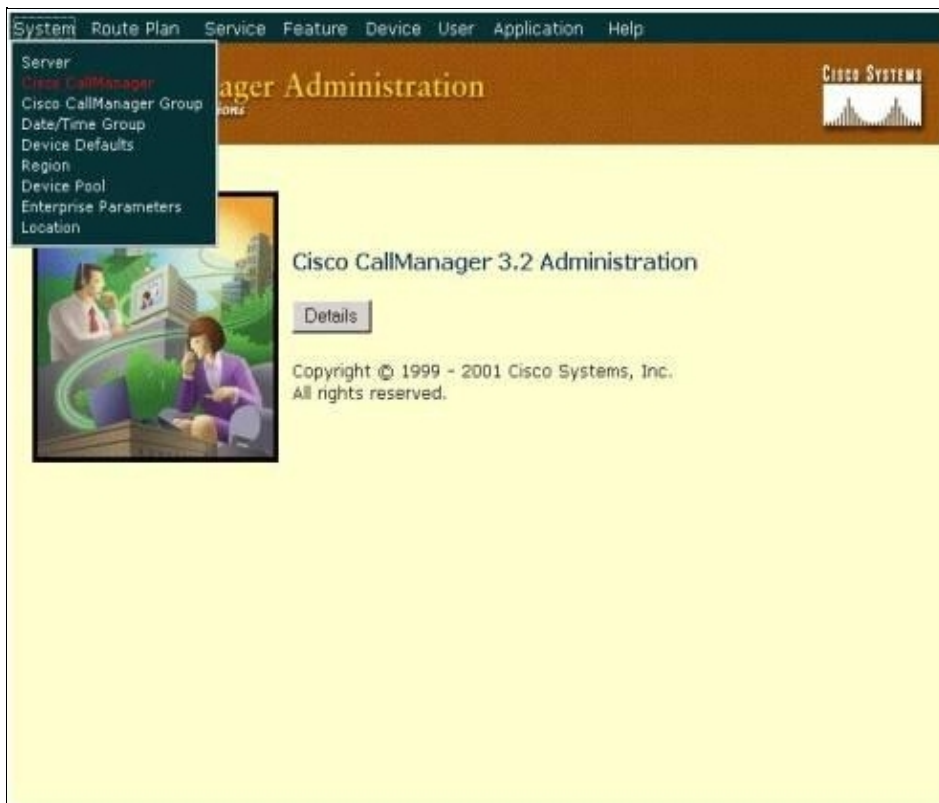 System Route Plan Service Feature Device User Application Help
Server
Cisco CallManager
Cisco CallManager Group
Date/Time Group
Device Defaults
Region
Device Pool
Enterprise Parameters
Location
ager Administration
ons
CISCO SYSTEMS
Cisco CallManager 3.2 Administration
Details
Copyright © 1999 - 2001 Cisco Systems, Inc.
All rights reserved.